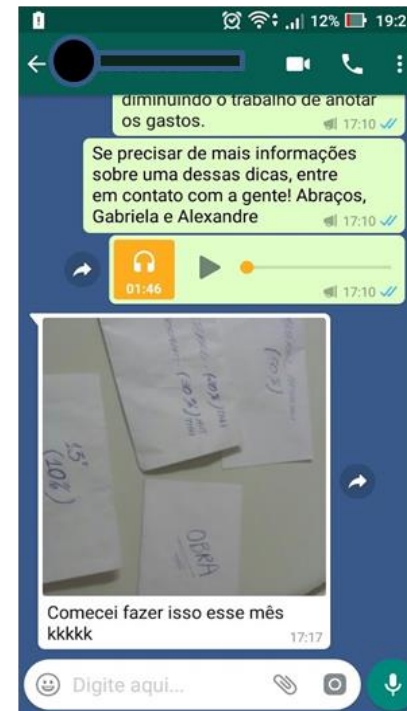 12% 19:2
diminuindo o trabalho de anotar
os gastos.
17:10
Se precisar de mais informações
sobre uma dessas dicas, entre
em contato com a gente! Abraços,
Gabriela e Alexandre
17:10
01:46
17:10
(20%)
(10%)
OBRA
Comecei fazer isso esse mês
kkkkk
17:17
Digite aqui...